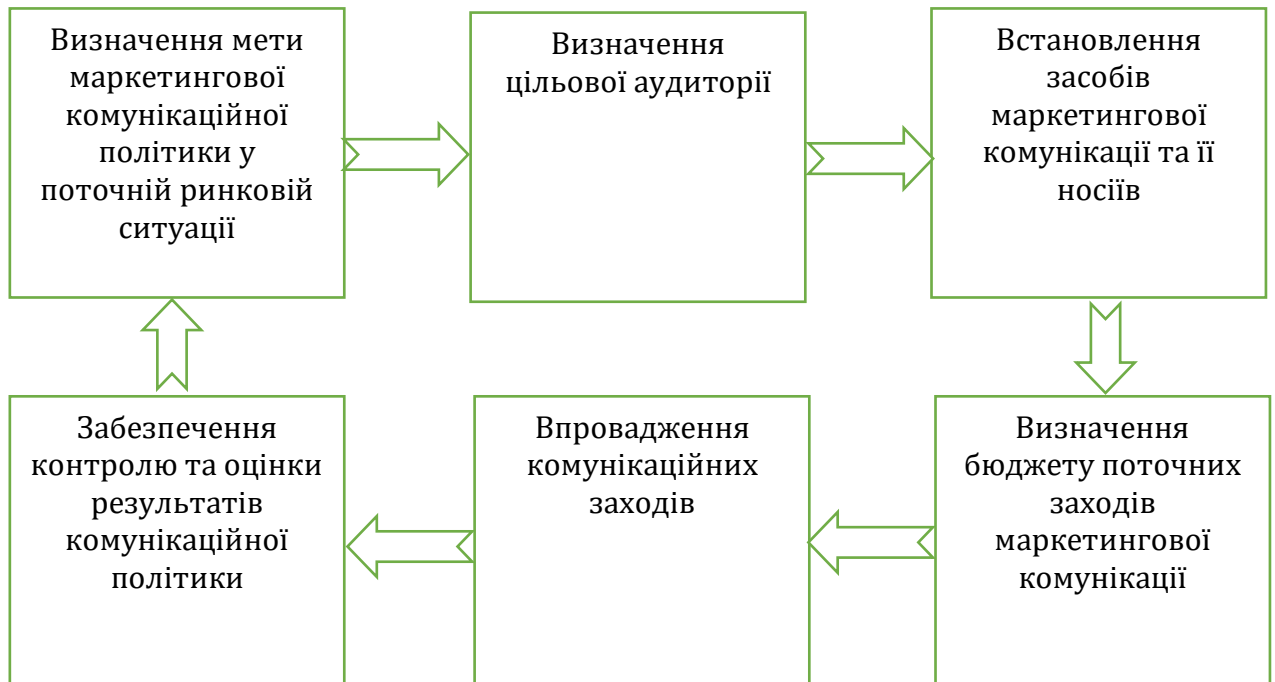 Визначення мети
маркетингової
комунікаційної
політики у
поточній ринковій
ситуації
Визначення
цільової аудиторії
Встановлення
засобів
маркетингової
комунікації та її
носіїв
Забезпечення
контролю та оцінки
результатів
комунікаційної
політики
Впровадження
комунікаційних
заходів
Визначення
бюджету поточних
заходів
маркетингової
комунікації